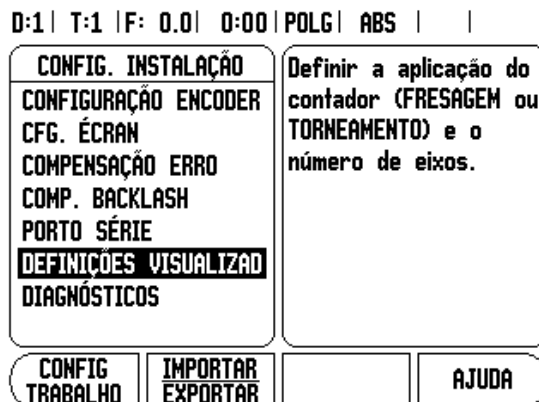 D:1 | T:1 | F: 0.0 | 0:00 | POLG | ABS | |
CONFIG. INSTALAÇÃO
CONFIGURAÇÃO ENCODER
CFG. ÉCRAN
COMPENSAÇÃO ERRO
COMP. BACKLASH
PORTO SÉRIE
DEFINIÇÕES VISUALIZAD
DIAGNÓSTICOS
Definir a aplicação do
contador (FRESAGEM ou
TORNEAMENTO) e o
número de eixos.
CONFIG
TRABALHO
IMPORTAR
EXPORTAR
AJUDA